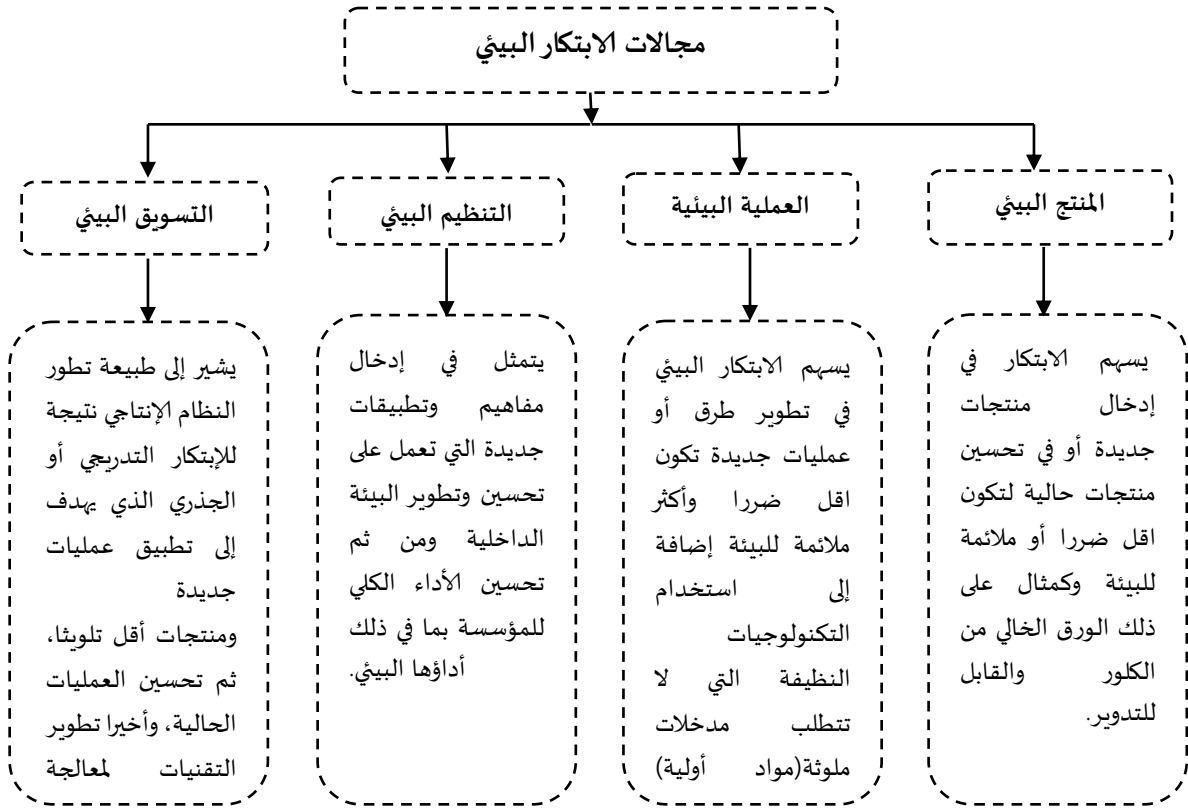 مجالات الابتكار البيئي
المنتج البيئي
العملية البيئية
التنظيم البيئي
التسويق البيئي
يسهم الابتكار في
إدخال منتجات
جديدة أو في تحسين
منتجات حالية لتكون
اقل ضررا أو ملائمة
للبيئة وكمثال على
ذلك الورق الخالي من
الكلور والقابل
للتدوير.
يسهم الابتكار البيئي
في تطوير طرق أو
عمليات جديدة تكون
اقل ضررا وأكثر
ملائمة للبيئة إضافة
إلى استخدام
التكنولوجيات
النظيفة التي لا
تتطلب مدخلات
ملوثة(مواد أولية)
يتمثل في إدخال
مفاهيم وتطبيقات
جديدة التي تعمل على
تحسين وتطوير البيئة
الداخلية ومن ثم
تحسين الأداء الكلي
للمؤسسة بما في ذلك
أداؤها البيئي.
يشير إلى طبيعة تطور
النظام الإنتاجي نتيجة
للإبتكار التدريجي أو
الجذري الذي يهدف
إلى تطبيق عمليات
جديدة
ومنتجات أقل تلويثا،
ثم تحسين العمليات
الحالية، وأخيرا تطوير
التقنيات لمعالجة